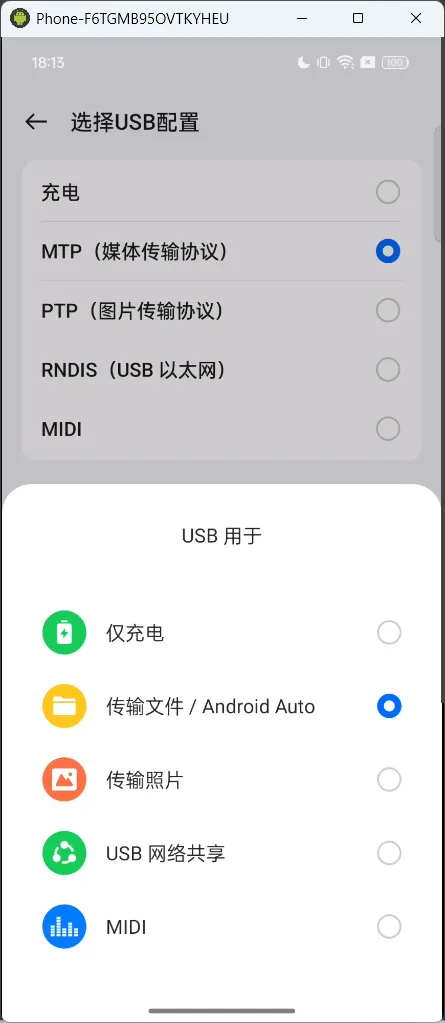 Phone-F6TGMB95OVTKYHEU
18:13
100
选择USB配置
充电
MTP（媒体传输协议）
PTP（图片传输协议）
RNDIS（USB 以太网）
MIDI
USB 用于
仅充电
传输文件 / Android Auto
传输照片
USB 网络共享
MIDI